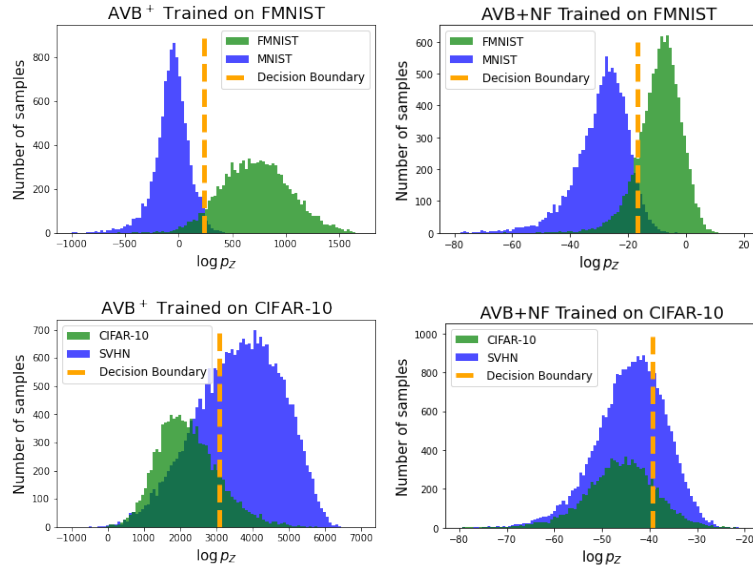 AVB+ Trained on FMNIST
Number of samples
800
600
400
200
0
FMNIST
MNIST
Decision Boundary
-1000
-500
0
500
1000
1500
log pZ
AVB+NF Trained on FMNIST
Number of samples
600
500
400
300
200
100
0
FMNIST
MNIST
Decision Boundary
-80
-60
-40
-20
0
20
log pZ
AVB+ Trained on CIFAR-10
Number of samples
700
600
500
400
300
200
100
0
CIFAR-10
SVHN
Decision Boundary
-1000
0
1000
2000
3000
4000
5000
6000
7000
log pZ
AVB+NF Trained on CIFAR-10
Number of samples
1000
800
600
400
200
0
CIFAR-10
SVHN
Decision Boundary
-80
-70
-60
-50
-40
-30
-20
log pZ